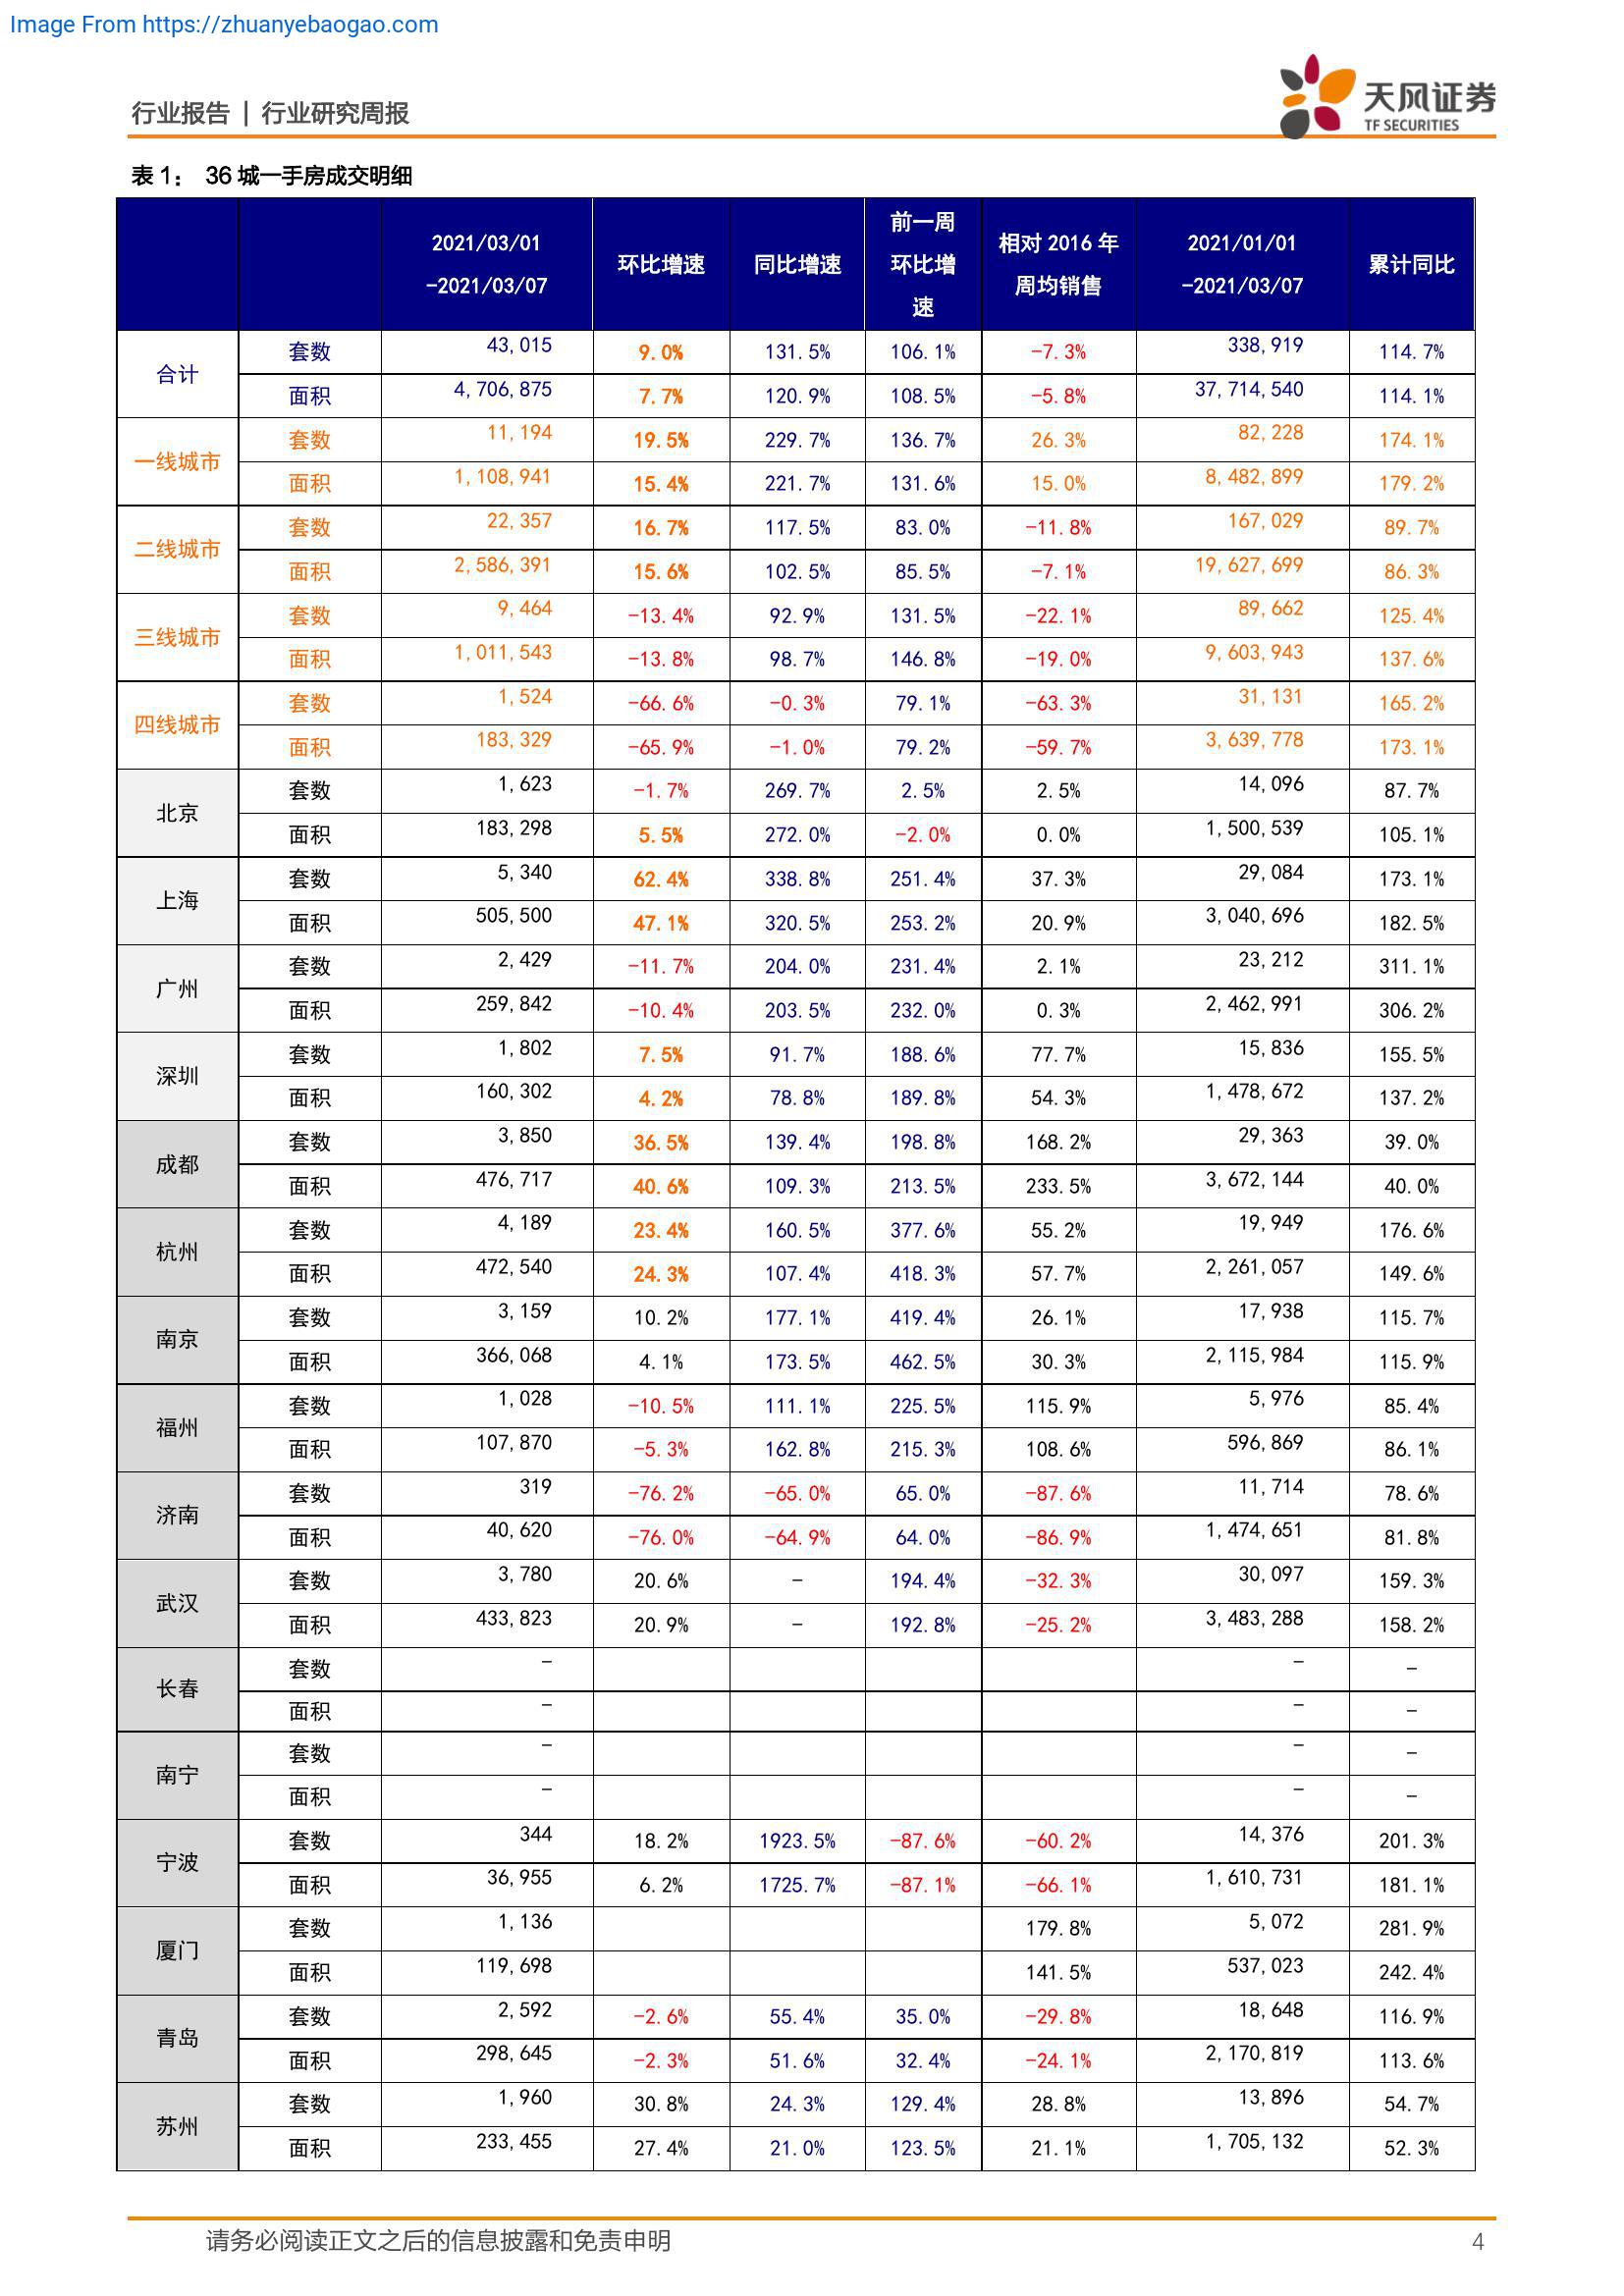 Image From https://zhuanyebaogao.com
行业报告 | 行业研究周报
天风证券
TF SECURITIES
表 1： 36 城一手房成交明细
2021/03/01 -2021/03/07 环比增速 同比增速 前一周环比增速 相对 2016 年周均销售 2021/01/01 -2021/03/07 累计同比
合计 套数 43,015 9.0% 131.5% 106.1% -7.3% 338,919 114.7%
面积 4,706,875 7.7% 120.9% 108.5% -5.8% 37,714,540 114.1%
一线城市 套数 11,194 19.5% 229.7% 136.7% 26.3% 82,228 174.1%
面积 1,108,941 15.4% 221.7% 131.6% 15.0% 8,482,899 179.2%
二线城市 套数 22,357 16.7% 117.5% 83.0% -11.8% 167,029 89.7%
面积 2,586,391 15.6% 102.5% 85.5% -7.1% 19,627,699 86.3%
三线城市 套数 9,464 -13.4% 92.9% 131.5% -22.1% 89,662 125.4%
面积 1,011,543 -13.8% 98.7% 146.8% -19.0% 9,603,943 137.6%
四线城市 套数 1,524 -66.6% -0.3% 79.1% -63.3% 31,131 165.2%
面积 183,329 -65.9% -1.0% 79.2% -59.7% 3,639,778 173.1%
北京 套数 1,623 -1.7% 269.7% 2.5% 2.5% 14,096 87.7%
面积 183,298 5.5% 272.0% -2.0% 0.0% 1,500,539 105.1%
上海 套数 5,340 62.4% 338.8% 251.4% 37.3% 29,084 173.1%
面积 505,500 47.1% 320.5% 253.2% 20.9% 3,040,696 182.5%
广州 套数 2,429 -11.7% 204.0% 231.4% 2.1% 23,212 311.1%
面积 259,842 -10.4% 203.5% 232.0% 0.3% 2,462,991 306.2%
深圳 套数 1,802 7.5% 91.7% 188.6% 77.7% 15,836 155.5%
面积 160,302 4.2% 78.8% 189.8% 54.3% 1,478,672 137.2%
成都 套数 3,850 36.5% 139.4% 198.8% 168.2% 29,363 39.0%
面积 476,717 40.6% 109.3% 213.5% 233.5% 3,672,144 40.0%
杭州 套数 4,189 23.4% 160.5% 377.6% 55.2% 19,949 176.6%
面积 472,540 24.3% 107.4% 418.3% 57.7% 2,261,057 149.6%
南京 套数 3,159 10.2% 177.1% 419.4% 26.1% 17,938 115.7%
面积 366,068 4.1% 173.5% 462.5% 30.3% 2,115,984 115.9%
福州 套数 1,028 -10.5% 111.1% 225.5% 115.9% 5,976 85.4%
面积 107,870 -5.3% 162.8% 215.3% 108.6% 596,869 86.1%
济南 套数 319 -76.2% -65.0% 65.0% -87.6% 11,714 78.6%
面积 40,620 -76.0% -64.9% 64.0% -86.9% 1,474,651 81.8%
武汉 套数 3,780 20.6% - 194.4% -32.3% 30,097 159.3%
面积 433,823 20.9% - 192.8% -25.2% 3,483,288 158.2%
长春 套数 - - -
面积 - - -
南宁 套数 - - -
面积 - - -
宁波 套数 344 18.2% 1923.5% -87.6% -60.2% 14,376 201.3%
面积 36,955 6.2% 1725.7% -87.1% -66.1% 1,610,731 181.1%
厦门 套数 1,136 179.8% 5,072 281.9%
面积 119,698 141.5% 537,023 242.4%
青岛 套数 2,592 -2.6% 55.4% 35.0% -29.8% 18,648 116.9%
面积 298,645 -2.3% 51.6% 32.4% -24.1% 2,170,819 113.6%
苏州 套数 1,960 30.8% 24.3% 129.4% 28.8% 13,896 54.7%
面积 233,455 27.4% 21.0% 123.5% 21.1% 1,705,132 52.3%
请务必阅读正文之后的信息披露和免责申明 4